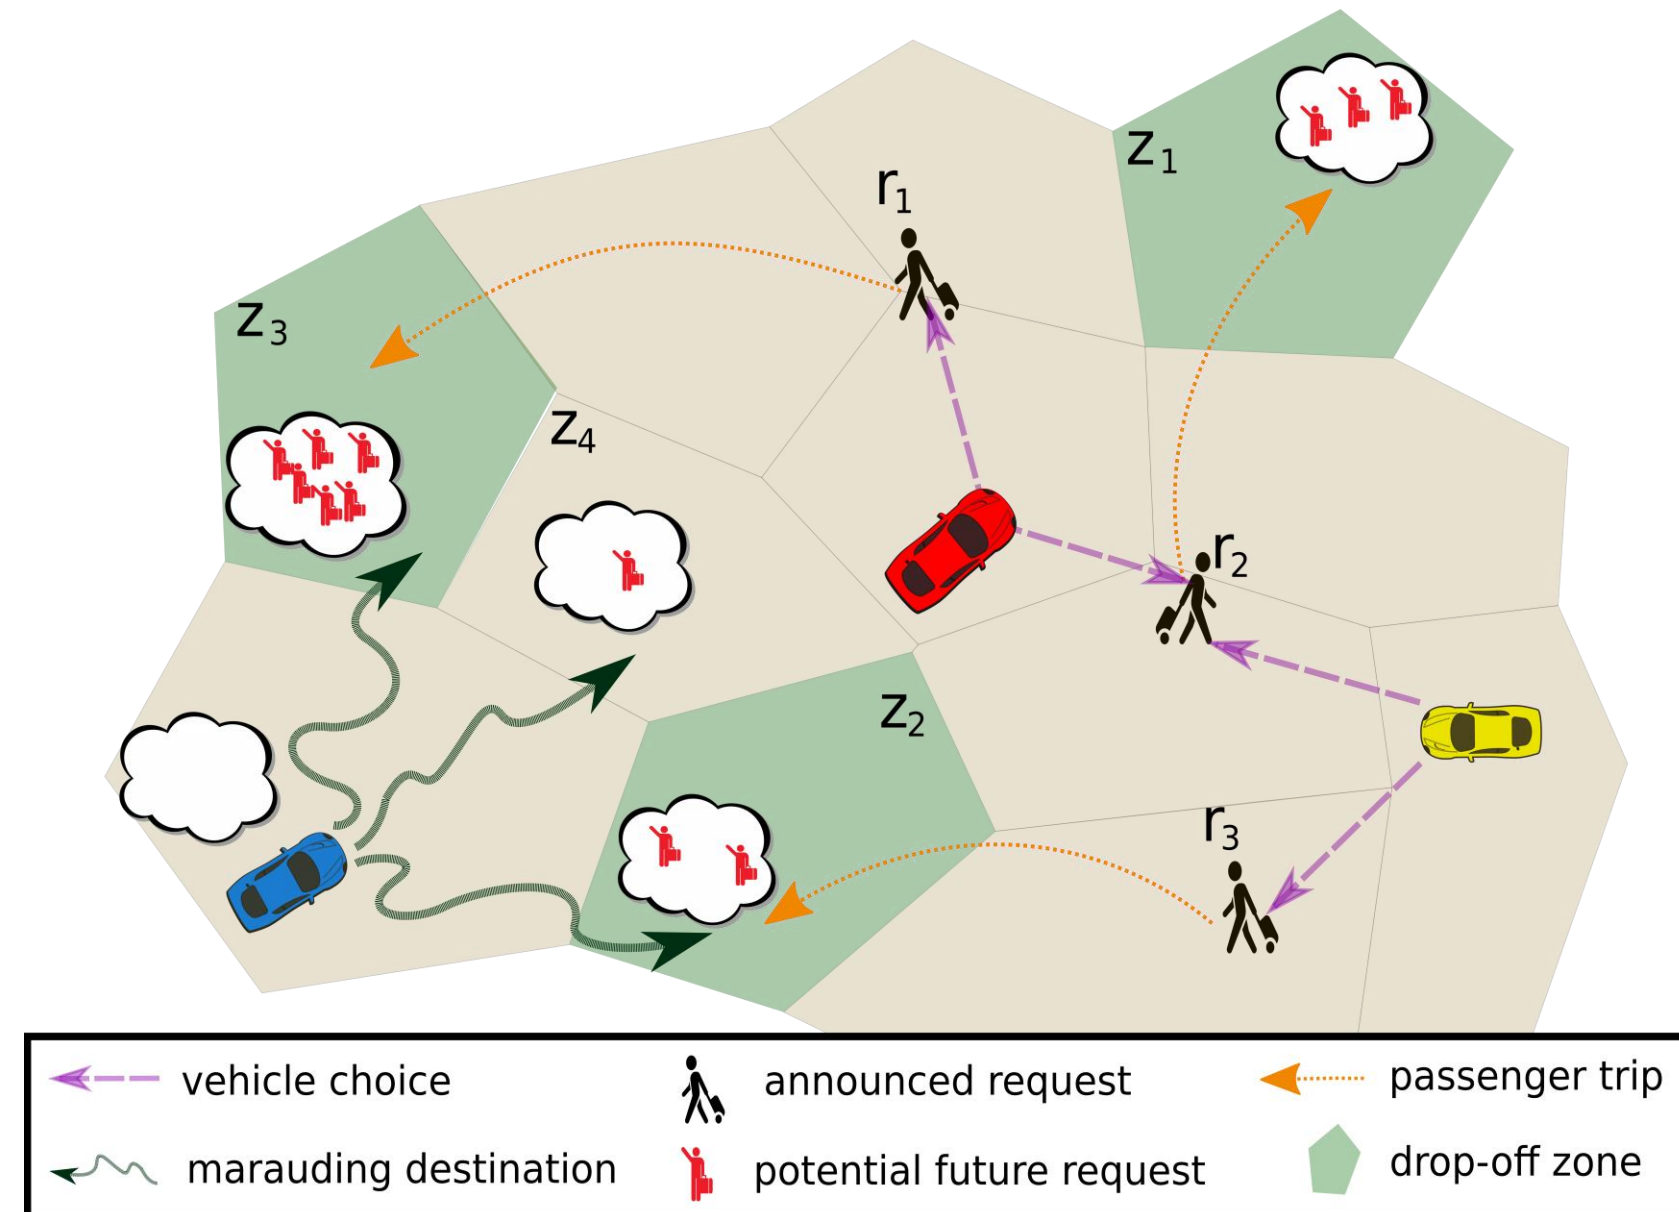 z1
r1
z3
z4
r2
z2
r3
vehicle choice
announced request
passenger trip
marauding destination
potential future request
drop-off zone